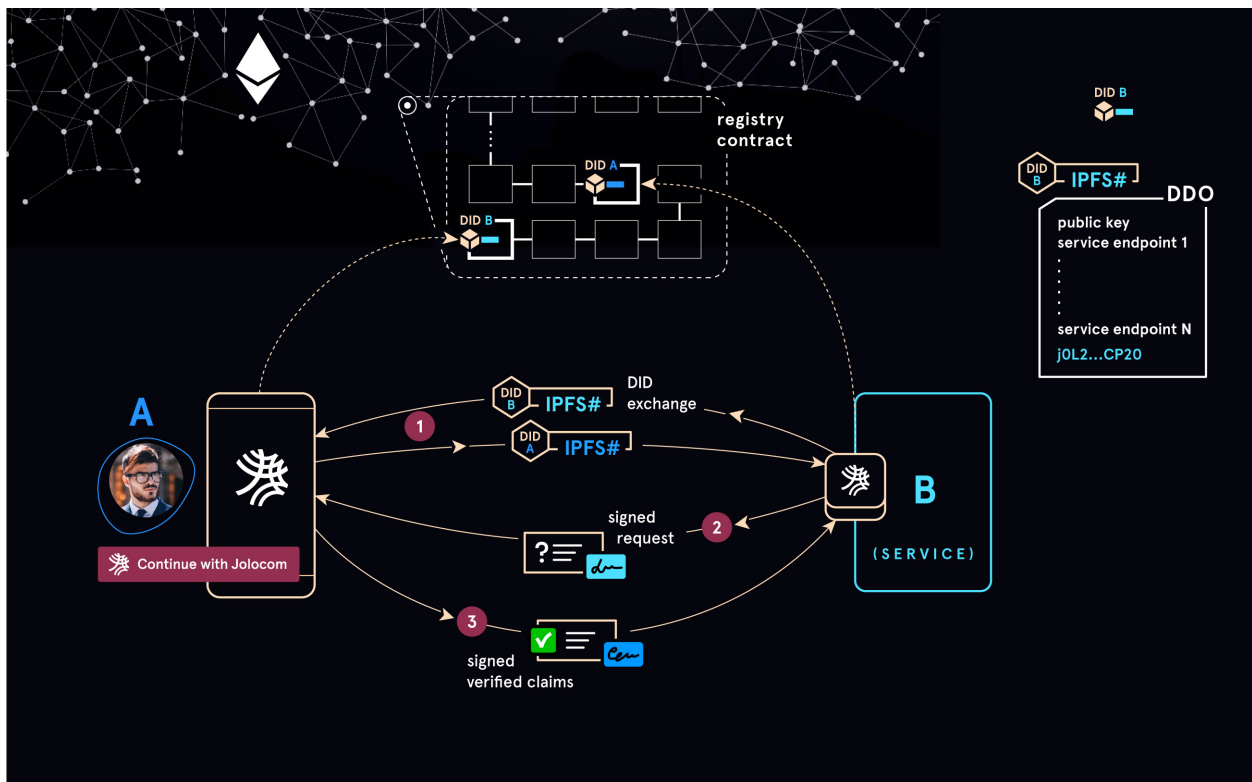 registry
contract
DID A
DID B
DID B
DID
B
IPFS#
DDO
public key
service endpoint 1
service endpoint N
j0L2...CP20
A
Continue with Jolocom
1
DID
B
IPFS#
DID
exchange
DID
A
IPFS#
2
signed
request
?
3
signed
verified claims
B
(SERVICE)